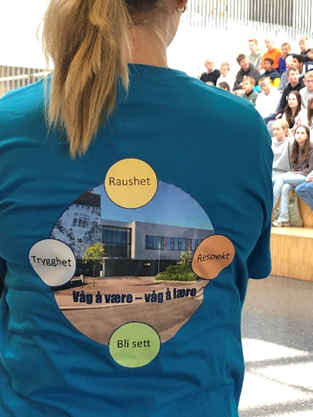 Raushet
Trygghet
Respekt
Våg å være – våg å lære
Bli sett